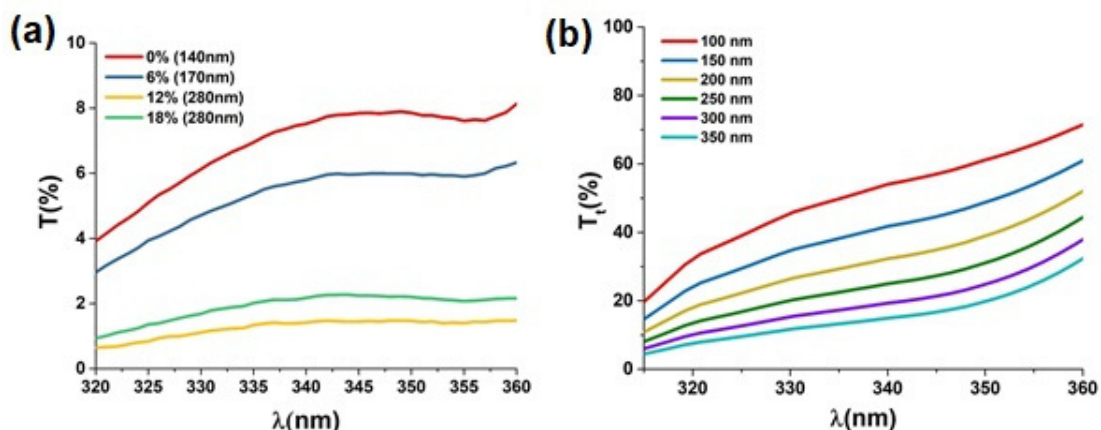 (a)
10
8
6
4
2
0
T(%)
0% (140nm)
6% (170nm)
12% (280nm)
18% (280nm)
320 325 330 335 340 345 350 355 360
λ(nm)
(b)
100
80
60
40
20
0
Tt(%)
100 nm
150 nm
200 nm
250 nm
300 nm
350 nm
320 330 340 350 360
λ(nm)